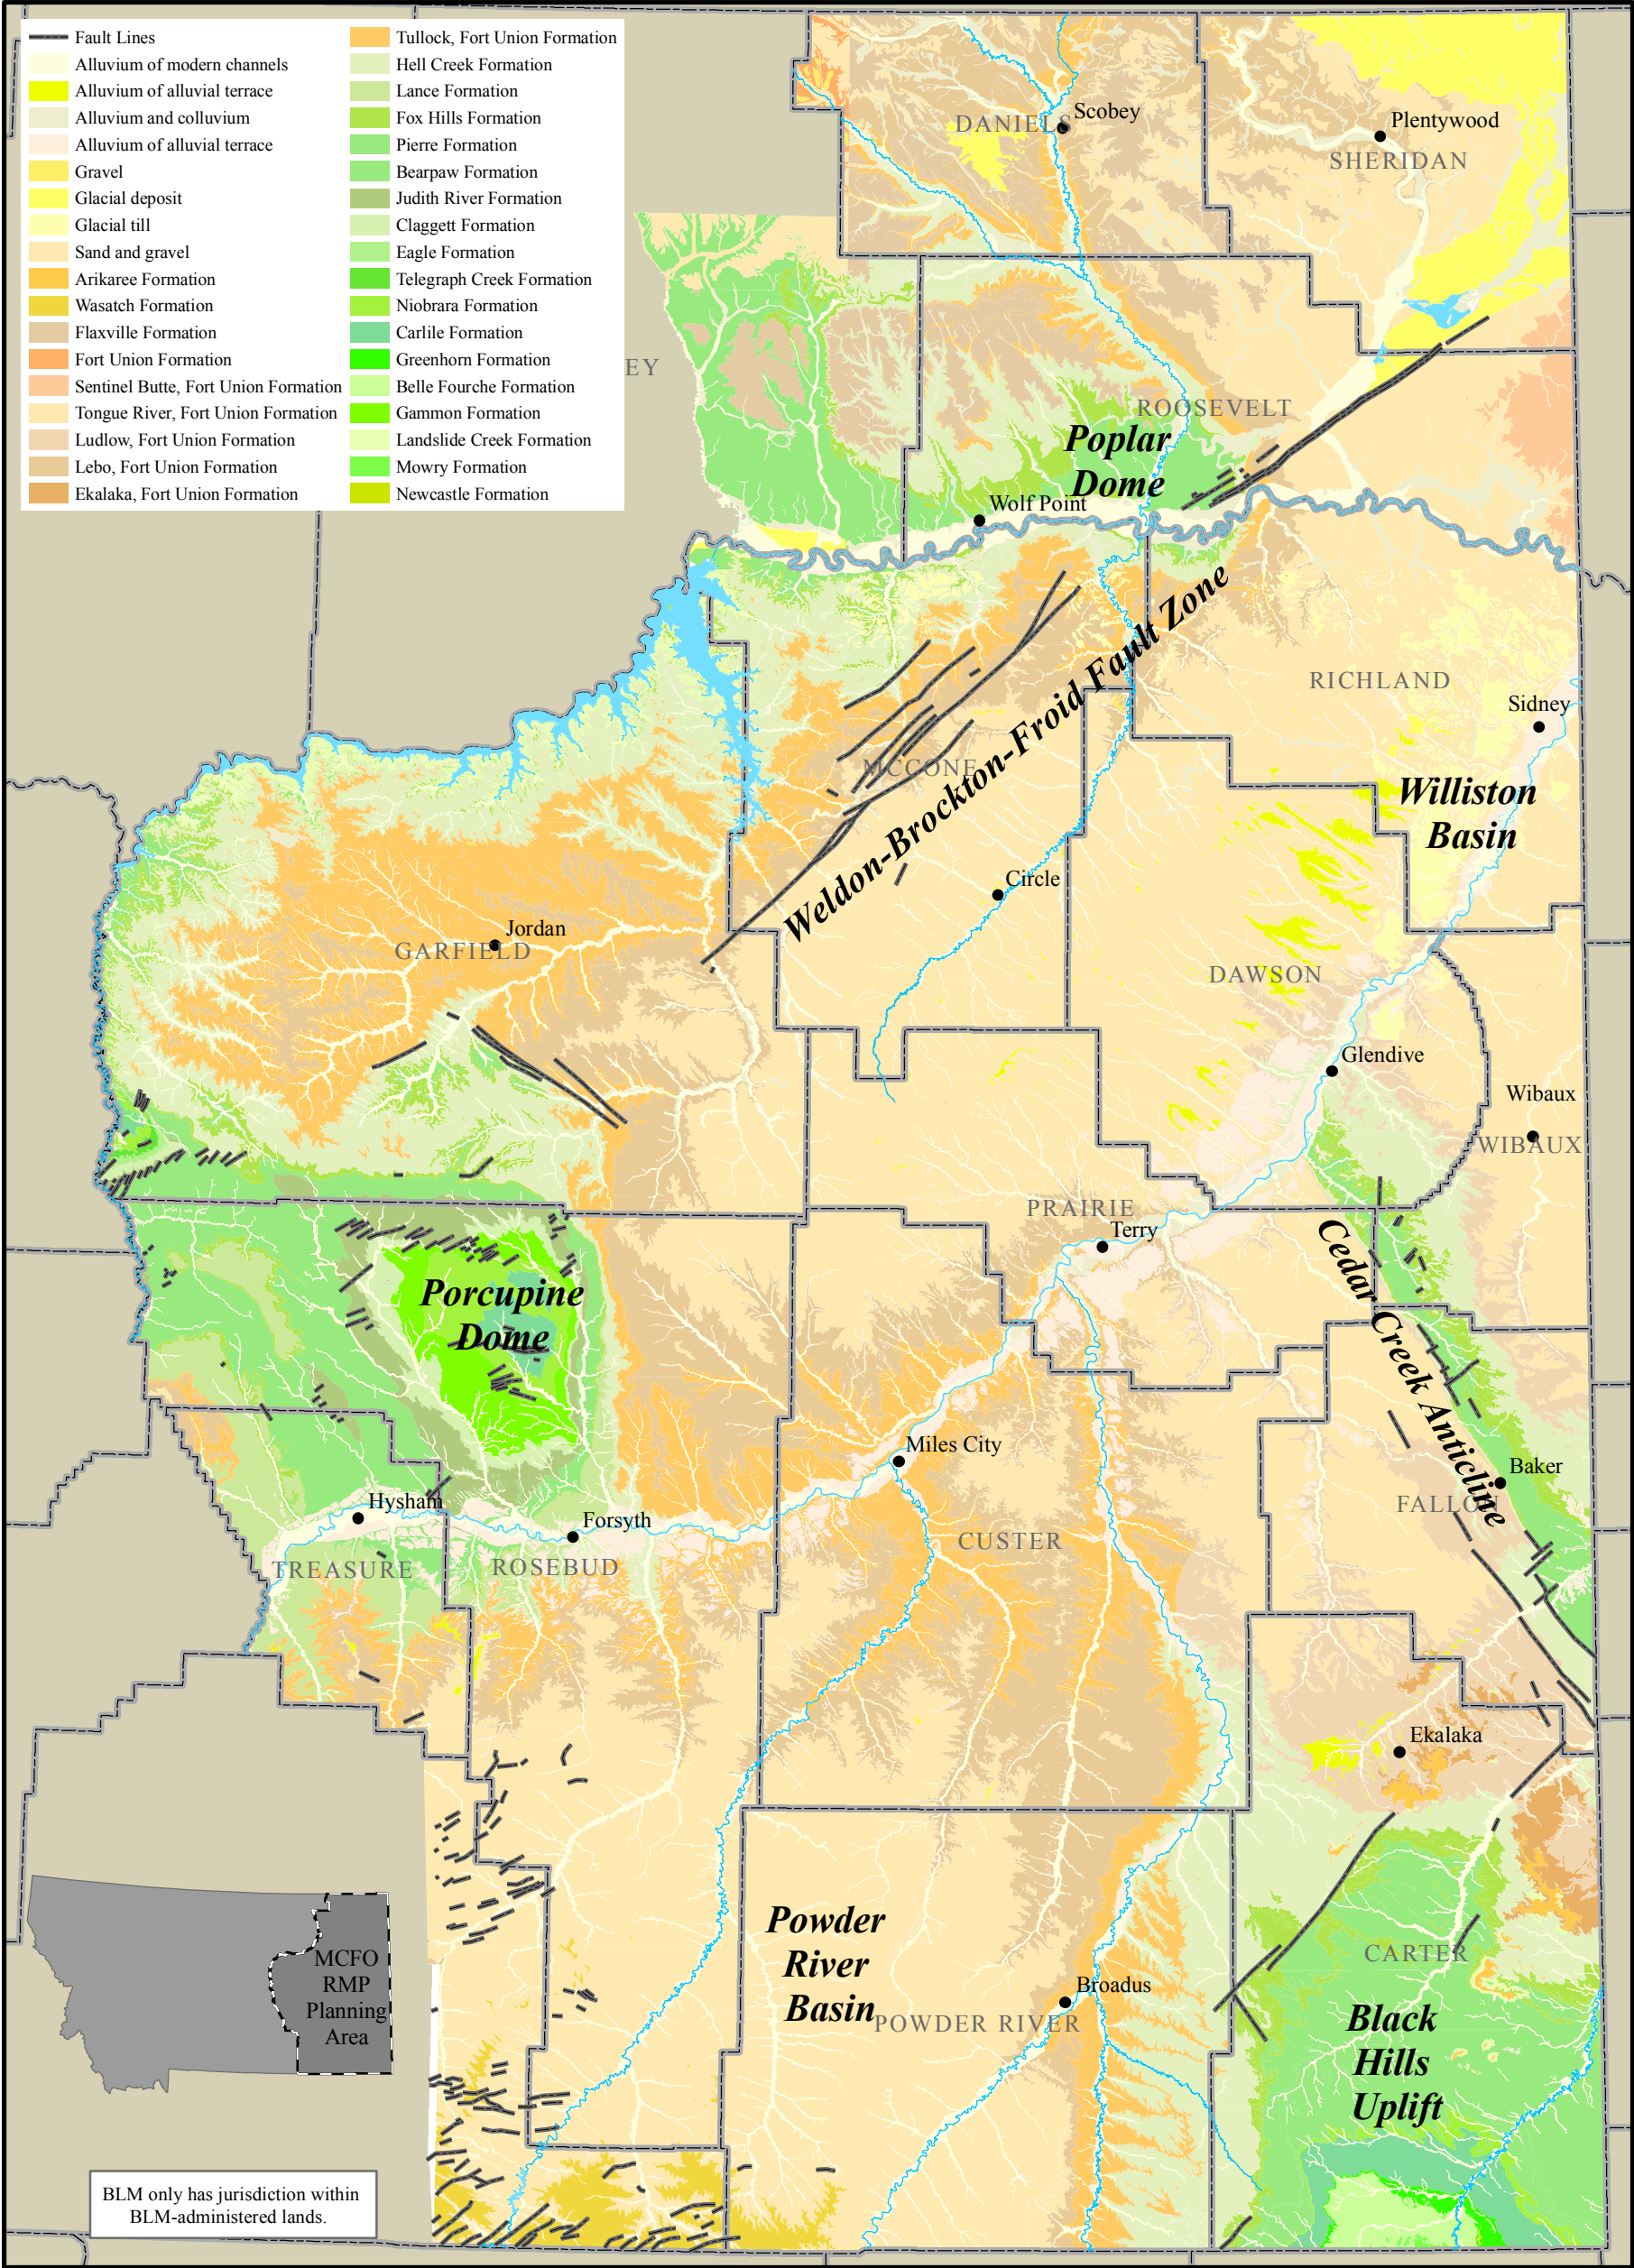 Fault Lines
Alluvium of modern channels
Alluvium of alluvial terrace
Alluvium and colluvium
Alluvium of alluvial terrace
Gravel
Glacial deposit
Glacial till
Sand and gravel
Arikaree Formation
Wasatch Formation
Flaxville Formation
Fort Union Formation
Sentinel Butte, Fort Union Formation
Tongue River, Fort Union Formation
Ludlow, Fort Union Formation
Lebo, Fort Union Formation
Ekalaka, Fort Union Formation
Tullock, Fort Union Formation
Hell Creek Formation
Lance Formation
Fox Hills Formation
Pierre Formation
Bearpaw Formation
Judith River Formation
Claggett Formation
Eagle Formation
Telegraph Creek Formation
Niobrara Formation
Carlile Formation
Greenhorn Formation
Belle Fourche Formation
Gammon Formation
Landslide Creek Formation
Mowry Formation
Newcastle Formation
Scobey
DANIELS
Plentywood
SHERIDAN
EY
ROOSEVELT
Poplar
Dome
Wolf Point
Weldon-Brockton-Froid Fault Zone
RICHLAND
Sidney
MCCONE
Williston
Basin
Circle
Jordan
GARFIELD
DAWSON
Glendive
Wibaux
WIBAUX
PRAIRIE
Terry
Cedar Creek Anticline
Porcupine
Dome
Miles City
Baker
FALLON
Hysham
Forsyth
CUSTER
TREASURE
ROSEBUD
Ekalaka
Powder
River
Basin
CARTER
Broadus
POWDER RIVER
Black
Hills
Uplift
MCFO
RMP
Planning
Area
BLM only has jurisdiction within
BLM-administered lands.